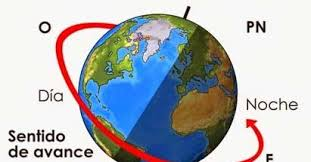 O
PN
Día
Noche
Sentido
de avance
E